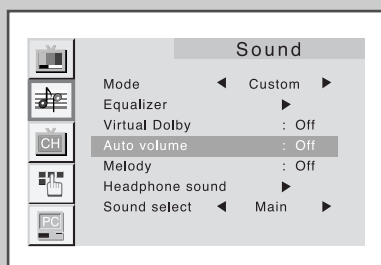 Sound
Mode ◀ Custom ▶
Equalizer ▶
Virtual Dolby : Off
Auto volume : Off
Melody : Off
Headphone sound ▶
Sound select ◀ Main ▶
CH
PC